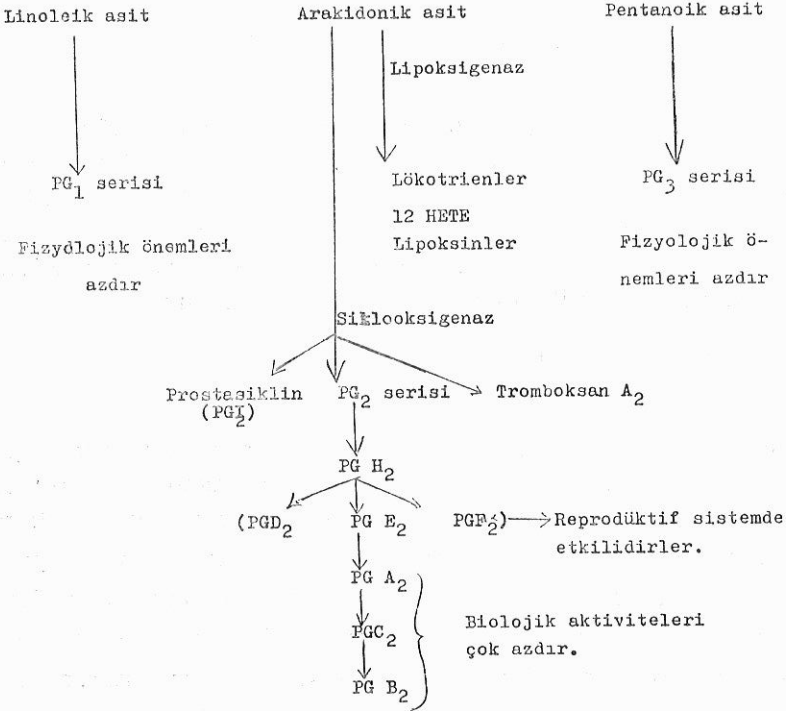 Linoleik asit
Arakidonik asit
Pentanoik asit
Lipoksigenaz
PG1 serisi
Lökotrienler
PG3 serisi
12 HETE
Lipoksinler
Fizyolojik önemleri
azdır
Fizyolojik ö-
nemleri azdır
Siklooksigenaz
Prostasiklin
(PGI2)
PG2 serisi
Tromboksan A2
PG H2
(PGD2
PG E2
PGF2)
Reprodüktif sistemde
etkilidirler.
PG A2
PGC2
PG B2
Biolojik aktiviteleri
çok azdır.